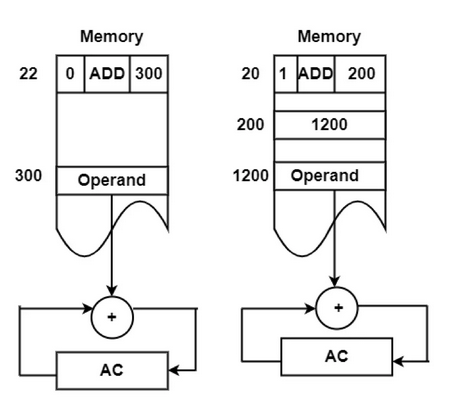 Memory
22 0 ADD 300
300 Operand
+
AC
Memory
20 1 ADD 200
200 1200
1200 Operand
+
AC